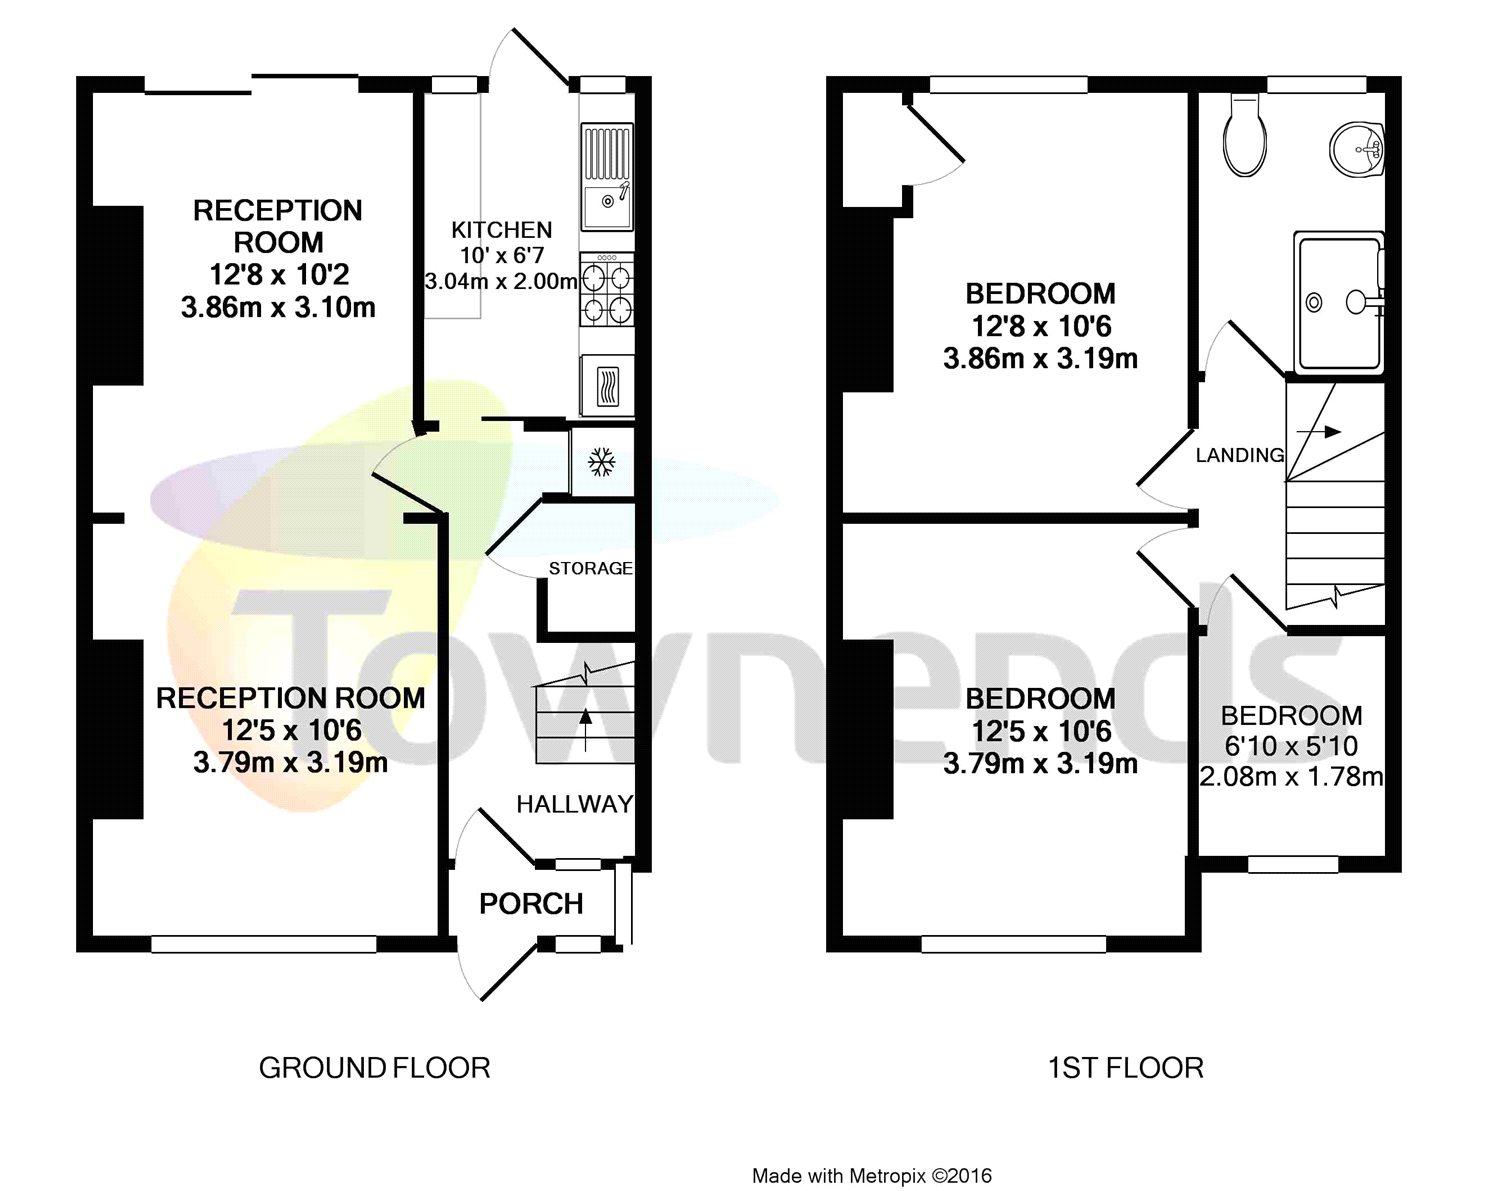 RECEPTION
ROOM
12'8 x 10'2
3.86m x 3.10m
KITCHEN
10' x 6'7
3.04m x 2.00m
STORAGE
RECEPTION ROOM
12'5 x 10'6
3.79m x 3.19m
HALLWAY
PORCH
GROUND FLOOR
BEDROOM
12'8 x 10'6
3.86m x 3.19m
LANDING
BEDROOM
12'5 x 10'6
3.79m x 3.19m
BEDROOM
6'10 x 5'10
2.08m x 1.78m
1ST FLOOR
Townends
Made with Metropix ©2016